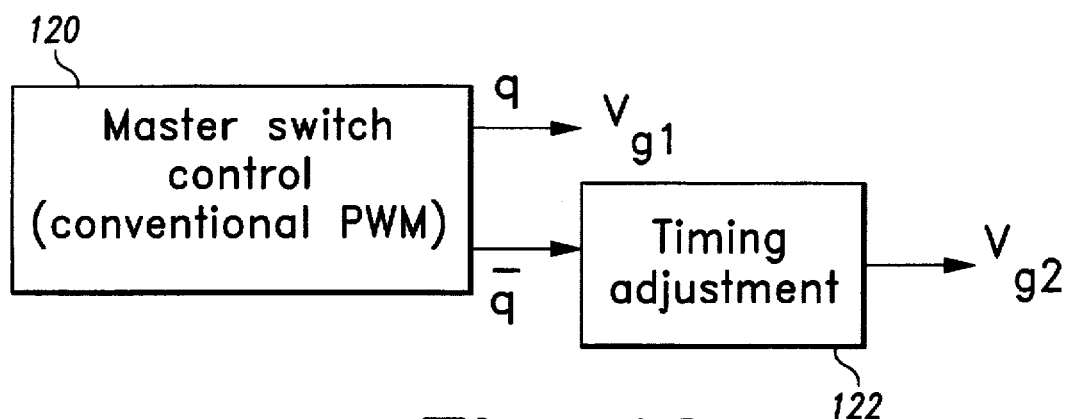 120
Master switch
control
(conventional PWM)
q
V g1
q̅
Timing
adjustment
V g2
122